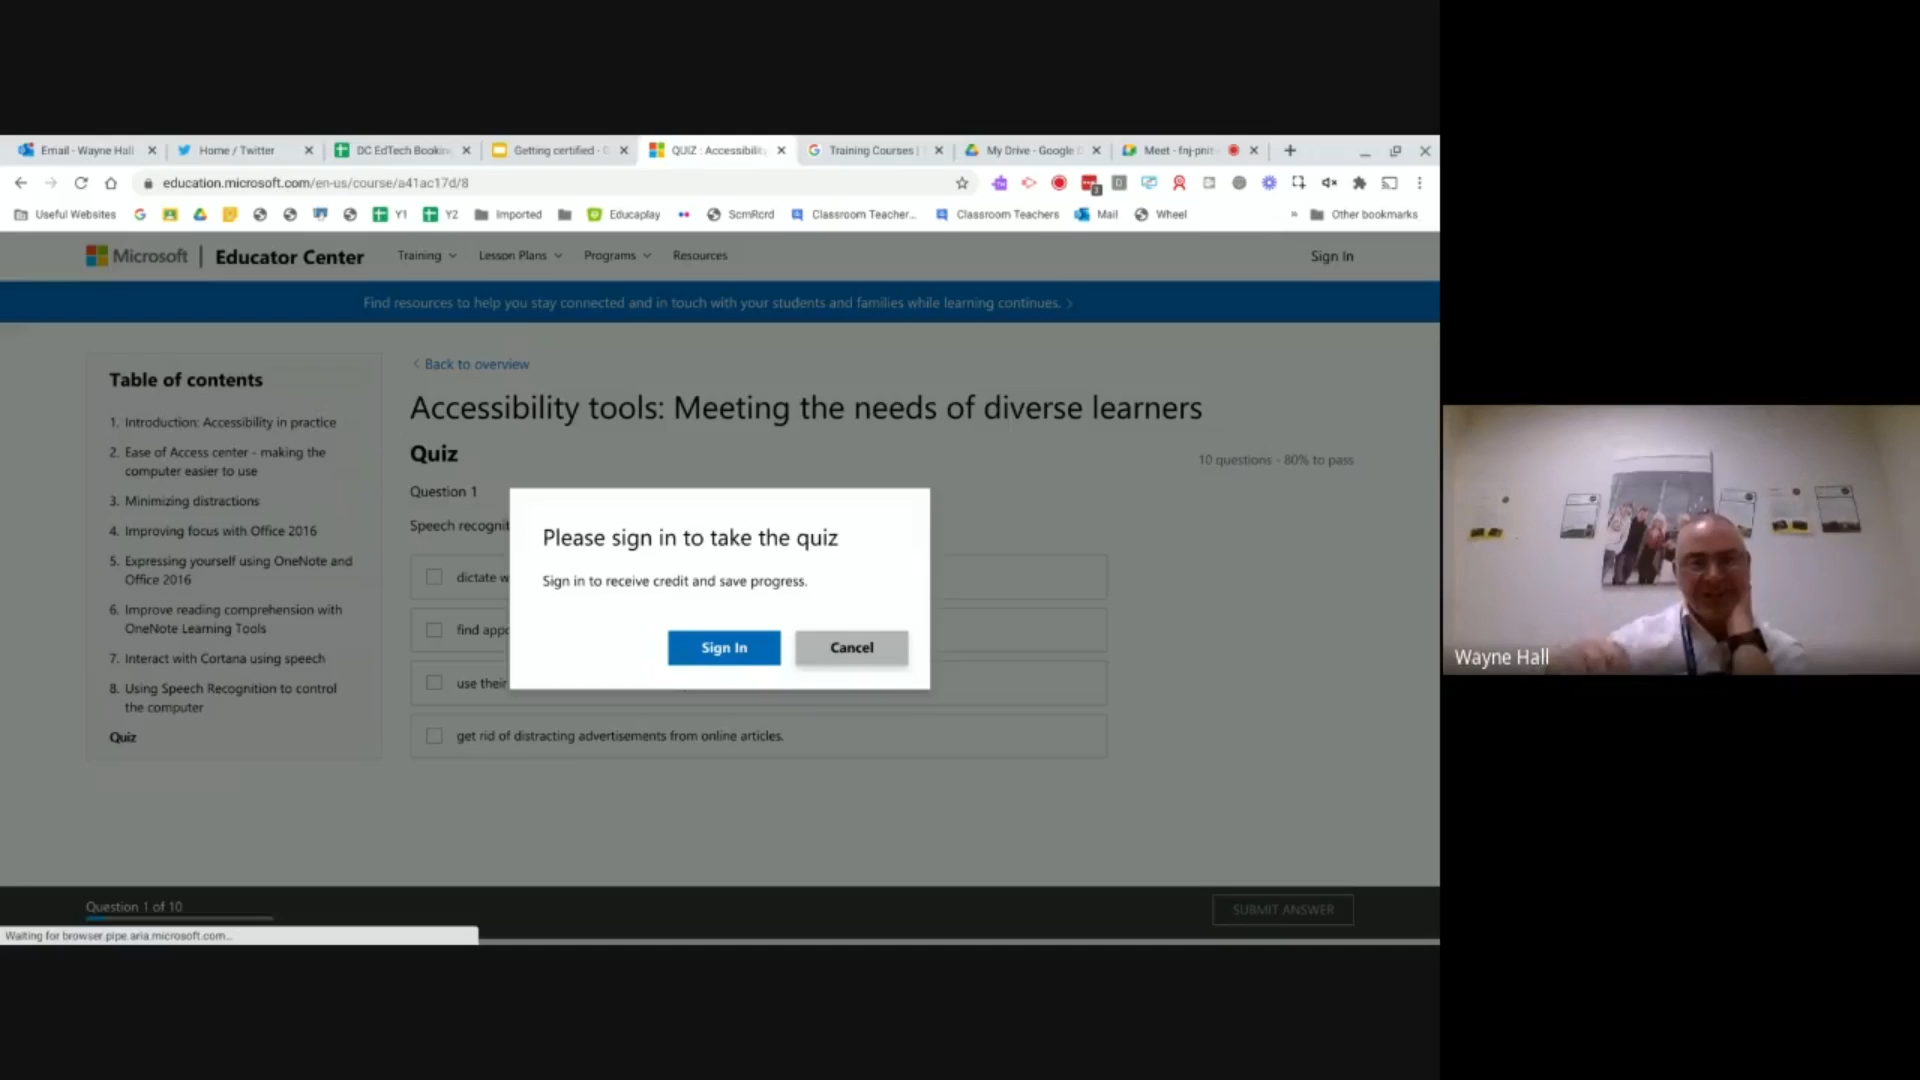 Email - Wayne Hall
Home / Twitter
DC EdTech Booking
Getting certified - G
QUIZ : Accessibility
Training Courses |
My Drive - Google D
Meet - fnj-pnit
education.microsoft.com/en-us/course/a41ac17d/8
Useful Websites
Y1
Y2
Imported
Educaplay
ScrnRcrd
Classroom Teacher...
Classroom Teachers
Mail
Wheel
»
Other bookmarks
Microsoft | Educator Center
Training
Lesson Plans
Programs
Resources
Sign In
Find resources to help you stay connected and in touch with your students and families while learning continues. >
Table of contents
1. Introduction: Accessibility in practice
2. Ease of Access center - making the
computer easier to use
3. Minimizing distractions
4. Improving focus with Office 2016
5. Expressing yourself using OneNote and
Office 2016
6. Improve reading comprehension with
OneNote Learning Tools
7. Interact with Cortana using speech
8. Using Speech Recognition to control
the computer
Quiz
< Back to overview
Accessibility tools: Meeting the needs of diverse learners
Quiz
10 questions - 80% to pass
Question 1
Speech recognit
dictate w
find appo
use their
get rid of distracting advertisements from online articles.
Please sign in to take the quiz
Sign in to receive credit and save progress.
Sign In
Cancel
Question 1 of 10
SUBMIT ANSWER
Waiting for browser.pipe.aria.microsoft.com...
Wayne Hall